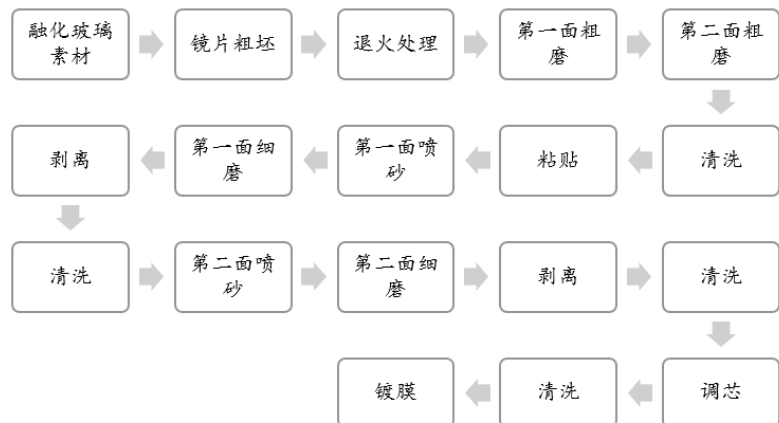 融化玻璃
素材
镜片粗坯
退火处理
第一面粗
磨
第二面粗
磨
清洗
粘贴
第一面喷
砂
第一面细
磨
剥离
清洗
第二面喷
砂
第二面细
磨
剥离
清洗
调芯
清洗
镀膜